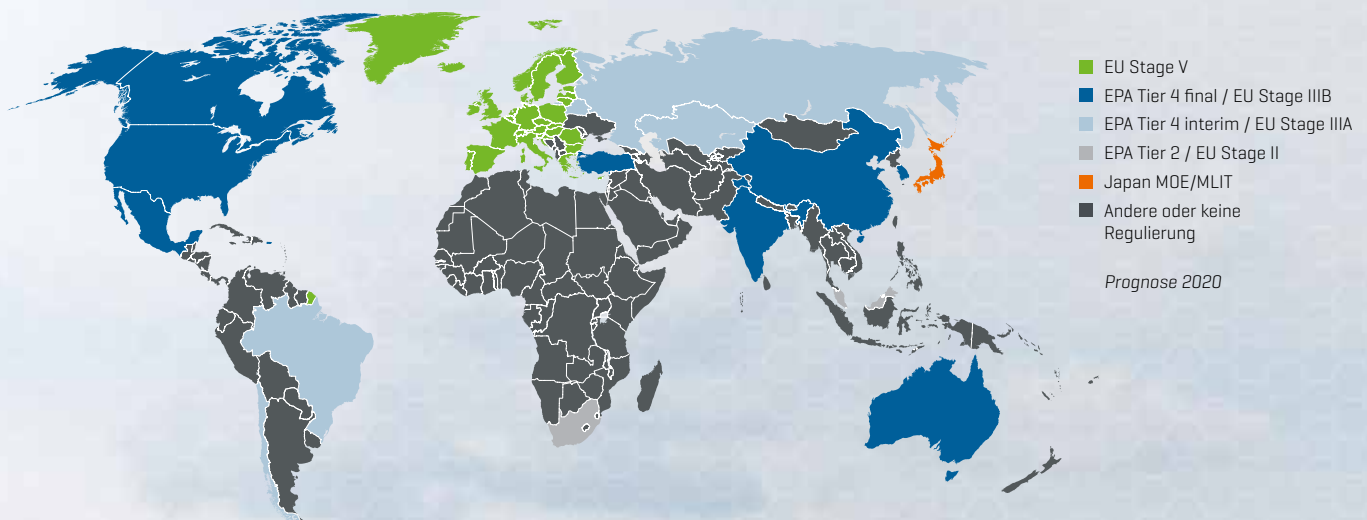 EU Stage V
EPA Tier 4 final / EU Stage IIIB
EPA Tier 4 interim / EU Stage IIIA
EPA Tier 2 / EU Stage II
Japan MOE/MLIT
Andere oder keine
Regulierung
Prognose 2020